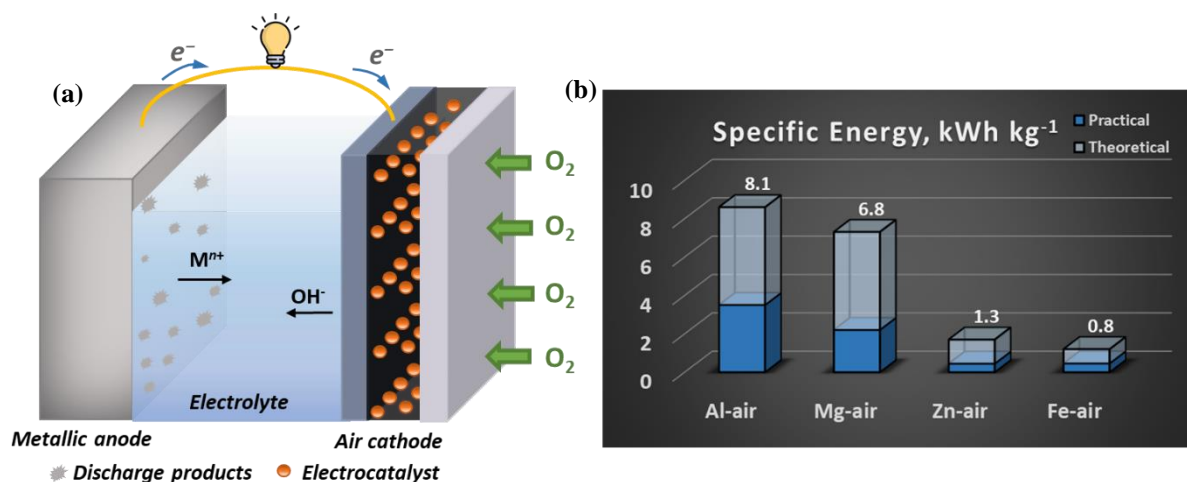 (a)
e⁻
e⁻
O₂
O₂
O₂
O₂
Mⁿ⁺
OH⁻
Electrolyte
Metallic anode
Air cathode
Discharge products
Electrocatalyst
(b)
Specific Energy, kWh kg⁻¹
Practical
Theoretical
10
8
6
4
2
0
8.1
6.8
1.3
0.8
Al-air
Mg-air
Zn-air
Fe-air